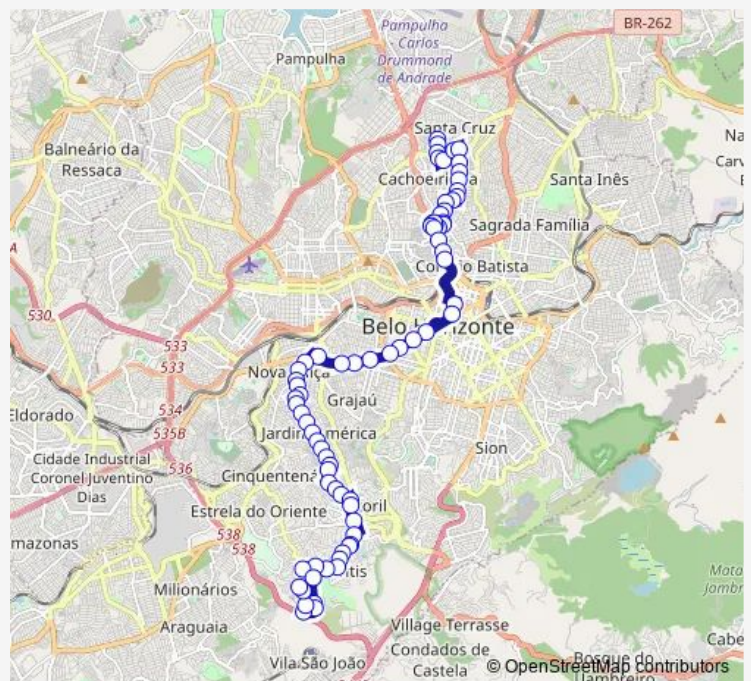 BR-262
Pampulha
- Carlos
Drummond
de Andrade
Pampulha
Santa Cruz
Balneário da
Ressaca
Na
Carv
Santa Inês
E
Sagrada Família
A
Batista
530
Belo Horizonte
533
533
Grajaú
534
Eldorado
535B
Jardim América
Sion
Cidade Industrial
Coronel Juventino
Dias
536
Estrela do Oriente
538
538
mazonas
Mata
Jambr
Milionários
Araguaia
Village Terrasse
Cabe
Vila São João
Condados de
Castela
Bosque do
Jambreiro
© OpenStreetMap contributors